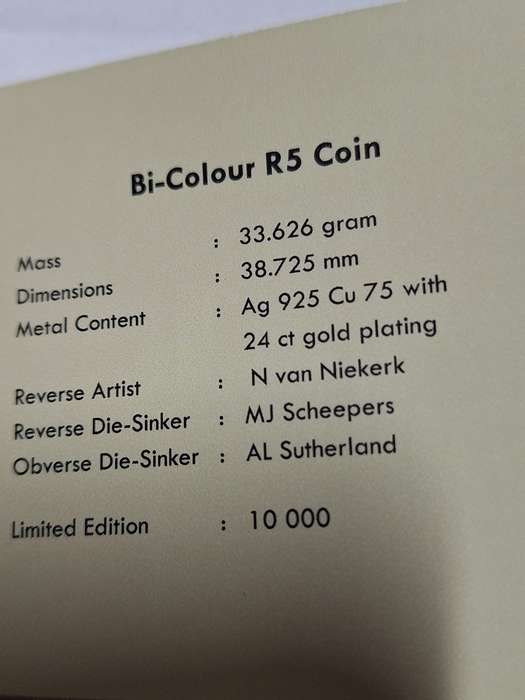 Bi-Colour R5 Coin
Mass : 33.626 gram
Dimensions : 38.725 mm
Metal Content : Ag 925 Cu 75 with
24 ct gold plating
Reverse Artist : N van Niekerk
Reverse Die-Sinker : MJ Scheepers
Obverse Die-Sinker : AL Sutherland
Limited Edition : 10 000